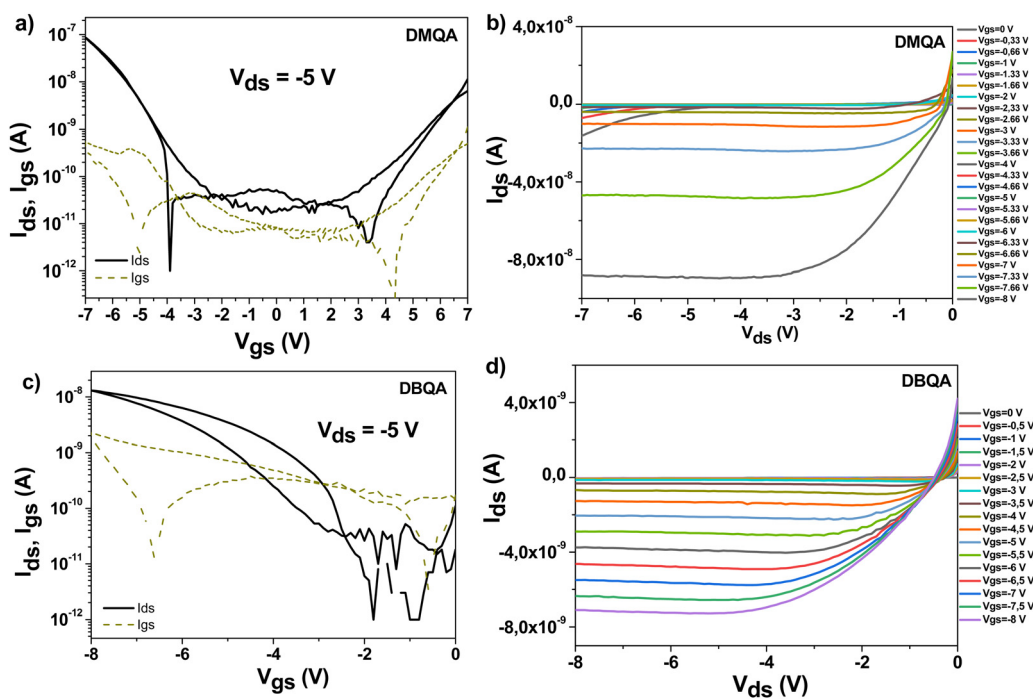 a)
DMQA
V_ds = -5 V
I_ds, I_gs (A)
10^-7
10^-8
10^-9
10^-10
10^-11
10^-12
Ids
Igs
-7 -6 -5 -4 -3 -2 -1 0 1 2 3 4 5 6 7
V_gs (V)
b)
DMQA
I_ds (A)
4,0x10^-8
0,0
-4,0x10^-8
-8,0x10^-8
-7 -6 -5 -4 -3 -2 -1 0
V_ds (V)
Vgs=0 V
Vgs=-0,33 V
Vgs=-0,66 V
Vgs=-1 V
Vgs=-1.33 V
Vgs=-1.66 V
Vgs=-2 V
Vgs=-2,33 V
Vgs=-2.66 V
Vgs=-3 V
Vgs=-3.33 V
Vgs=-3.66 V
Vgs=-4 V
Vgs=-4.33 V
Vgs=-4.66 V
Vgs=-5 V
Vgs=-5.33 V
Vgs=-5.66 V
Vgs=-6 V
Vgs=-6.33 V
Vgs=-6.66 V
Vgs=-7 V
Vgs=-7.33 V
Vgs=-7.66 V
Vgs=-8 V
c)
DBQA
V_ds = -5 V
I_ds, I_gs (A)
10^-8
10^-9
10^-10
10^-11
10^-12
Ids
Igs
-8 -6 -4 -2 0
V_gs (V)
d)
DBQA
I_ds (A)
4,0x10^-9
0,0
-4,0x10^-9
-8,0x10^-9
-8 -6 -4 -2 0
V_ds (V)
Vgs=0 V
Vgs=-0,5 V
Vgs=-1 V
Vgs=-1,5 V
Vgs=-2 V
Vgs=-2,5 V
Vgs=-3 V
Vgs=-3,5 V
Vgs=-4 V
Vgs=-4,5 V
Vgs=-5 V
Vgs=-5,5 V
Vgs=-6 V
Vgs=-6,5 V
Vgs=-7 V
Vgs=-7,5 V
Vgs=-8 V